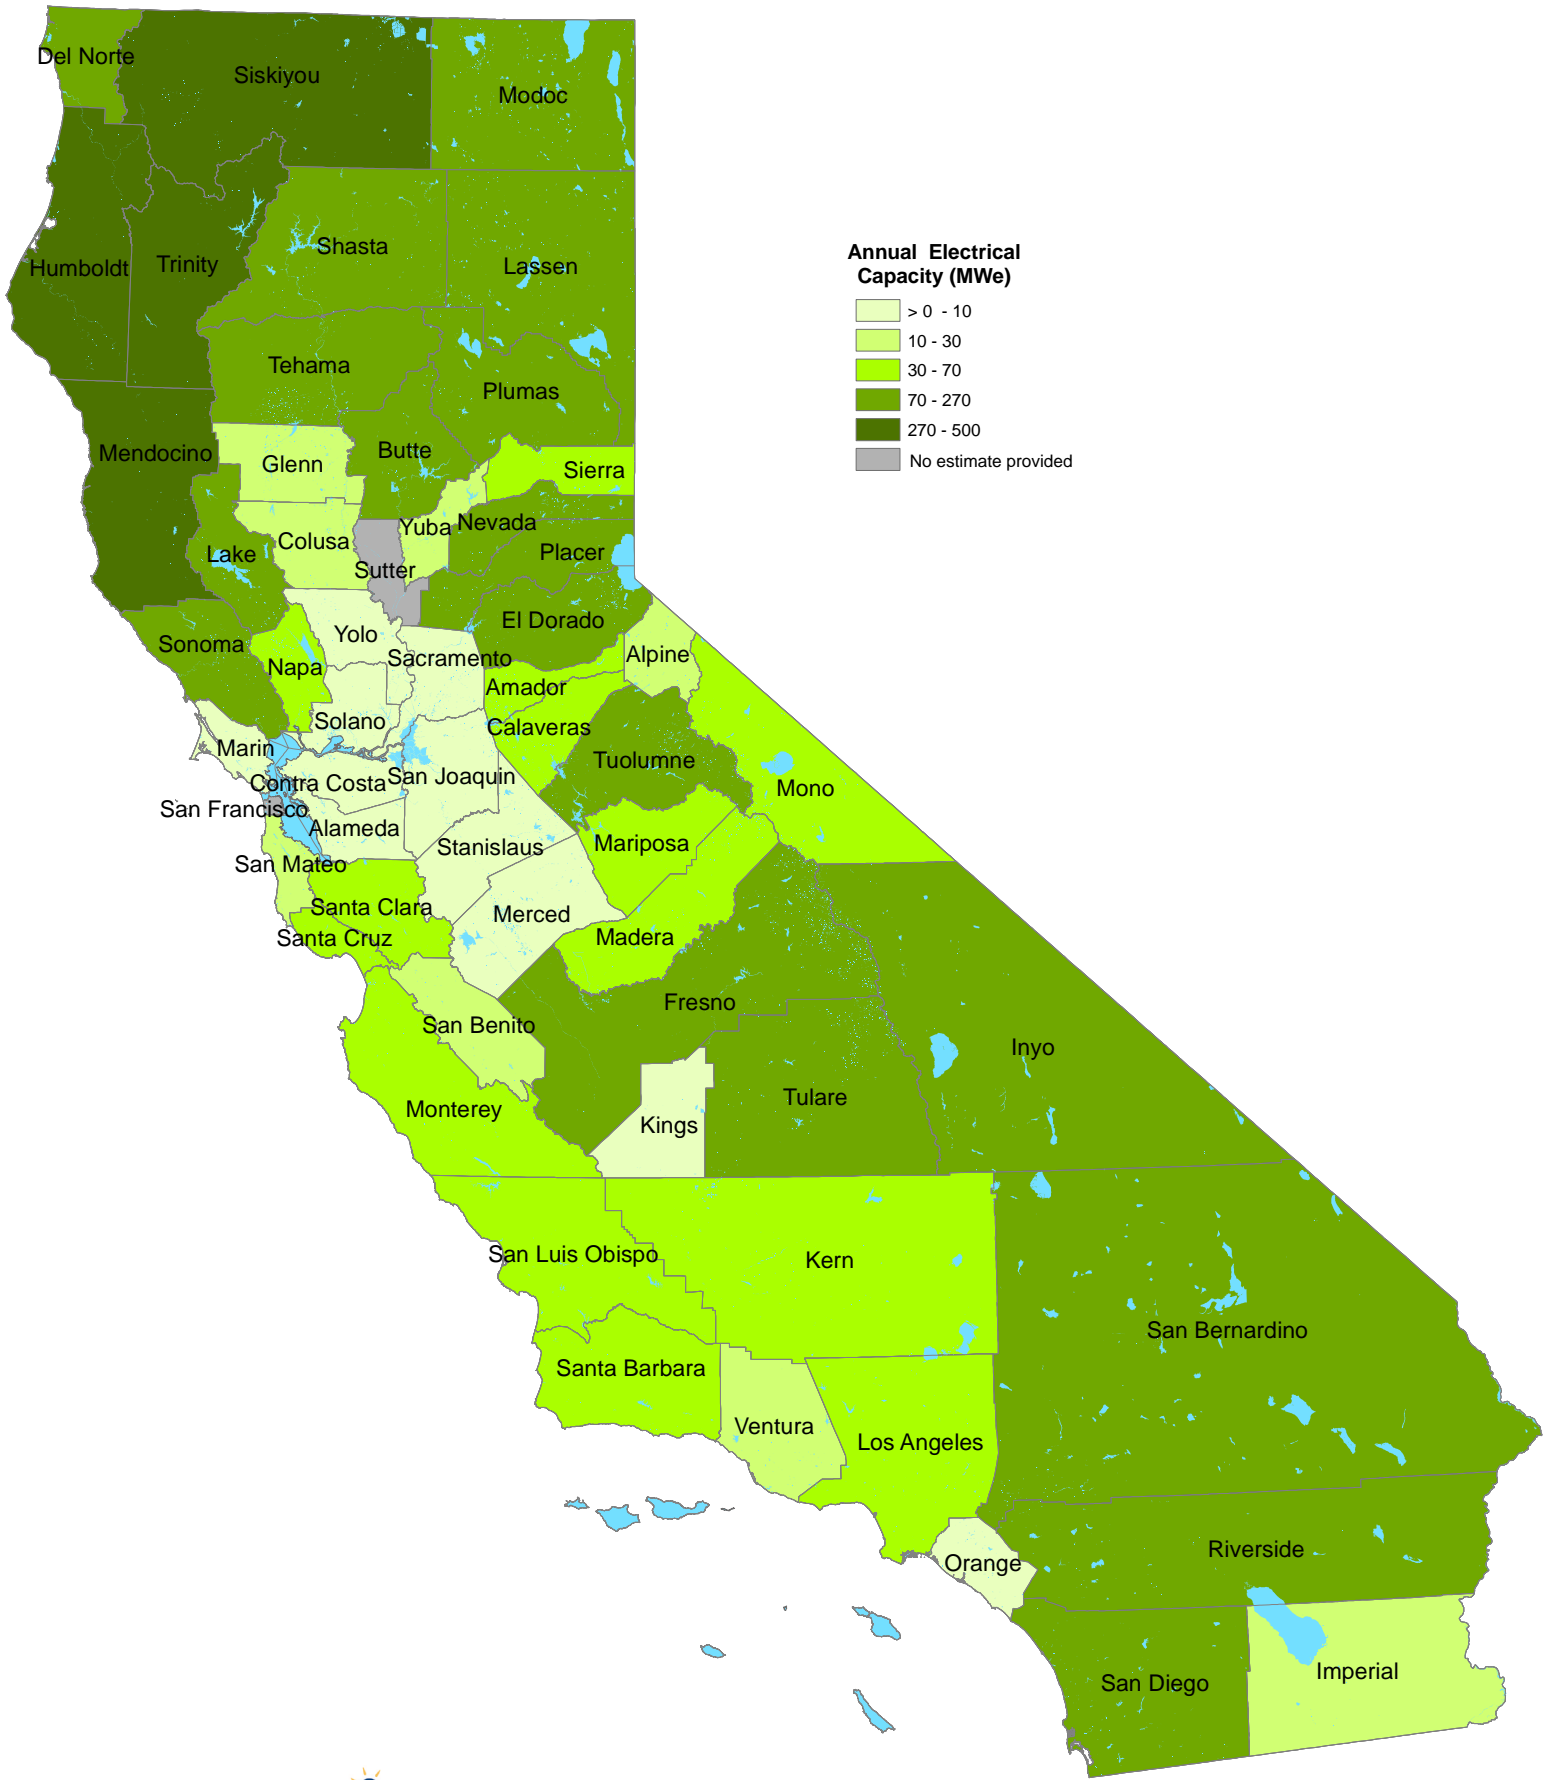 Del Norte
Siskiyou
Modoc
Shasta
Humboldt
Trinity
Lassen
Annual Electrical
Capacity (MWe)
> 0 - 10
10 - 30
30 - 70
70 - 270
270 - 500
No estimate provided
Tehama
Plumas
Mendocino
Butte
Glenn
Sierra
Yuba
Nevada
Colusa
Lake
Placer
Sutter
El Dorado
Yolo
Sonoma
Sacramento
Alpine
Napa
Amador
Solano
Calaveras
Marin
Tuolumne
Contra Costa
San Joaquin
Mono
San Francisco
Alameda
Mariposa
Stanislaus
San Mateo
Santa Clara
Merced
Santa Cruz
Madera
Fresno
San Benito
Inyo
Tulare
Monterey
Kings
San Luis Obispo
Kern
San Bernardino
Santa Barbara
Ventura
Los Angeles
Riverside
Orange
Imperial
San Diego